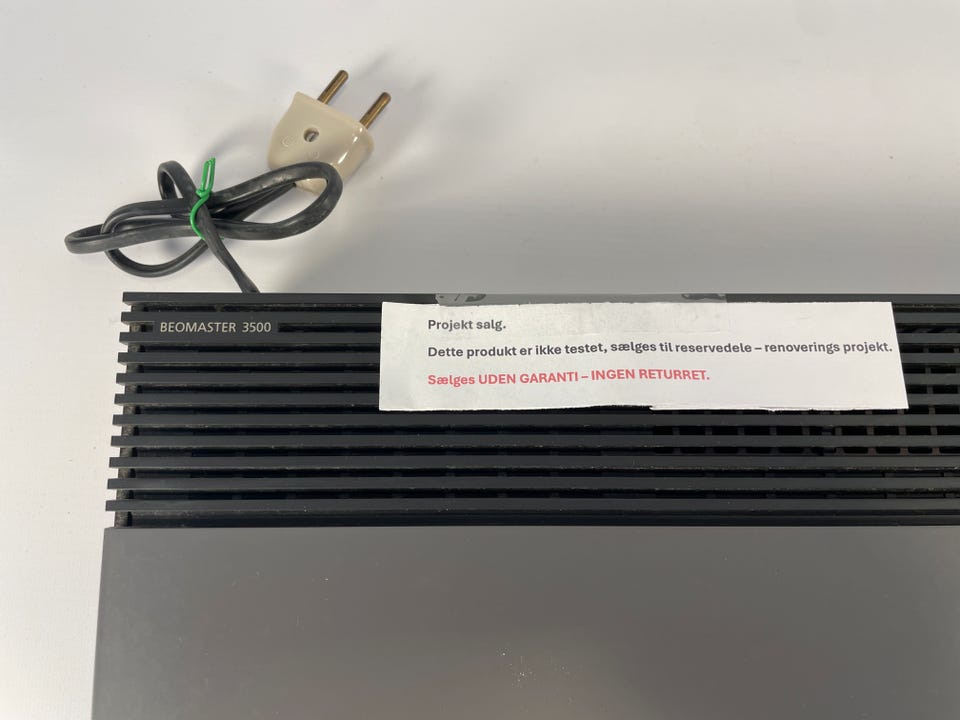 BEOMASTER 3500
Projekt salg.
Dette produkt er ikke testet, sælges til reservedele – renoverings projekt.
Sælges UDEN GARANTI – INGEN RETURRET.